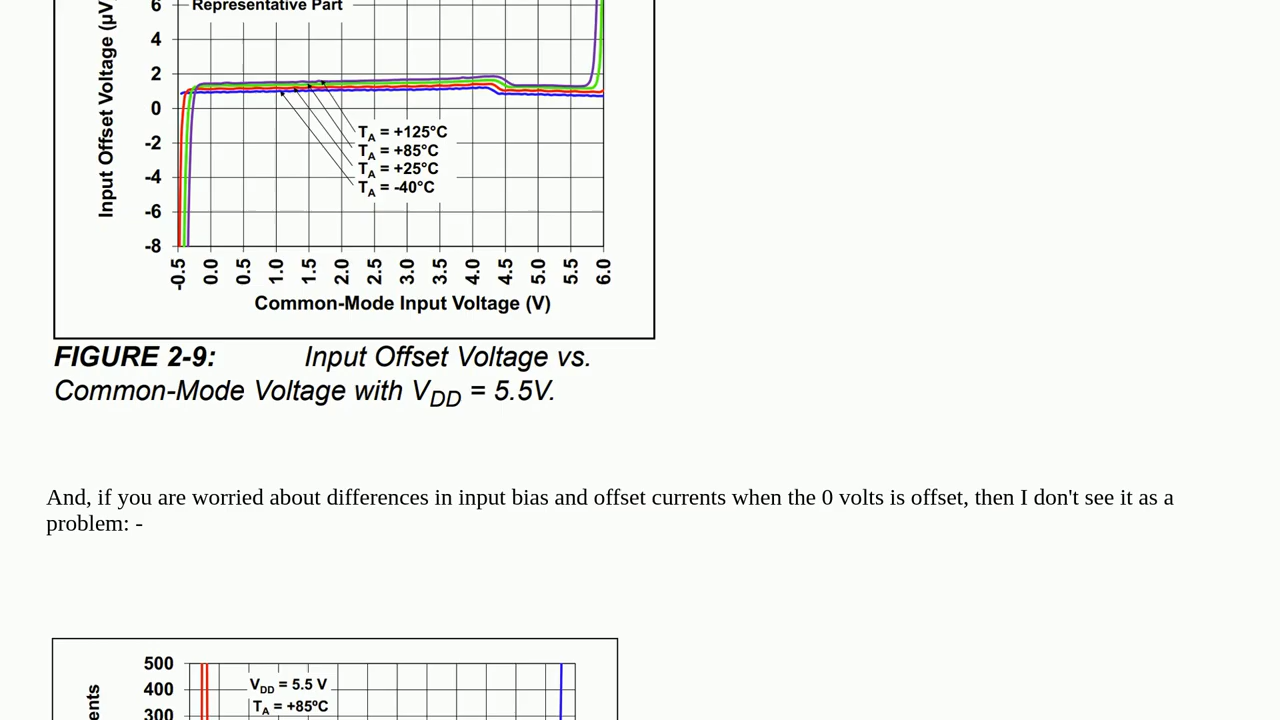 6
Representative Part
4
2
0
-2
-4
-6
-8
Input Offset Voltage (µV)
TA = +125°C
TA = +85°C
TA = +25°C
TA = -40°C
-0.5 0.0 0.5 1.0 1.5 2.0 2.5 3.0 3.5 4.0 4.5 5.0 5.5 6.0
Common-Mode Input Voltage (V)
FIGURE 2-9: Input Offset Voltage vs.
Common-Mode Voltage with VDD = 5.5V.
And, if you are worried about differences in input bias and offset currents when the 0 volts is offset, then I don't see it as a
problem: -
500
400
300
VDD = 5.5 V
TA = +85ºC